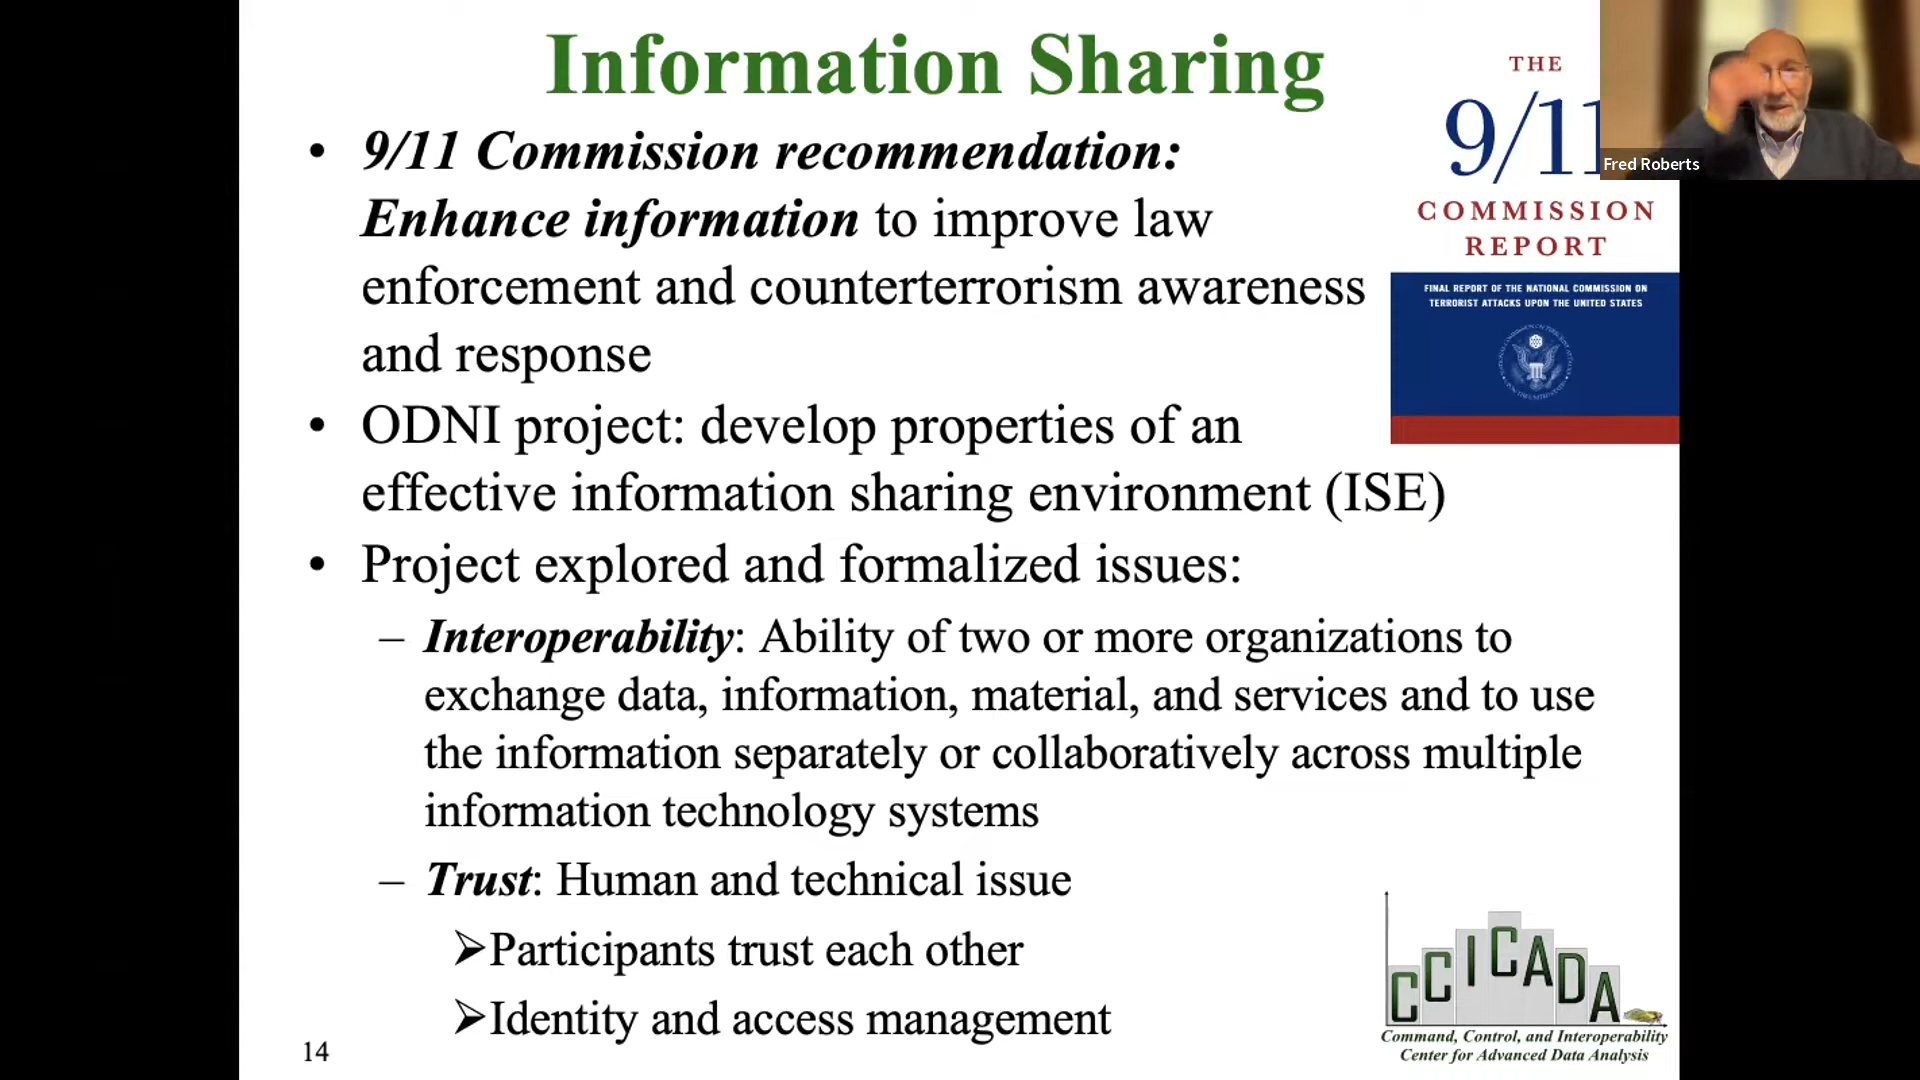 Information Sharing
• 9/11 Commission recommendation:
Enhance information to improve law
enforcement and counterterrorism awareness
and response
• ODNI project: develop properties of an
effective information sharing environment (ISE)
• Project explored and formalized issues:
– Interoperability: Ability of two or more organizations to
exchange data, information, material, and services and to use
the information separately or collaboratively across multiple
information technology systems
– Trust: Human and technical issue
➢Participants trust each other
➢Identity and access management
14
THE
9/11
COMMISSION
REPORT
FINAL REPORT OF THE NATIONAL COMMISSION ON
TERRORIST ATTACKS UPON THE UNITED STATES
Fred Roberts
CCICADA
Command, Control, and Interoperability
Center for Advanced Data Analysis